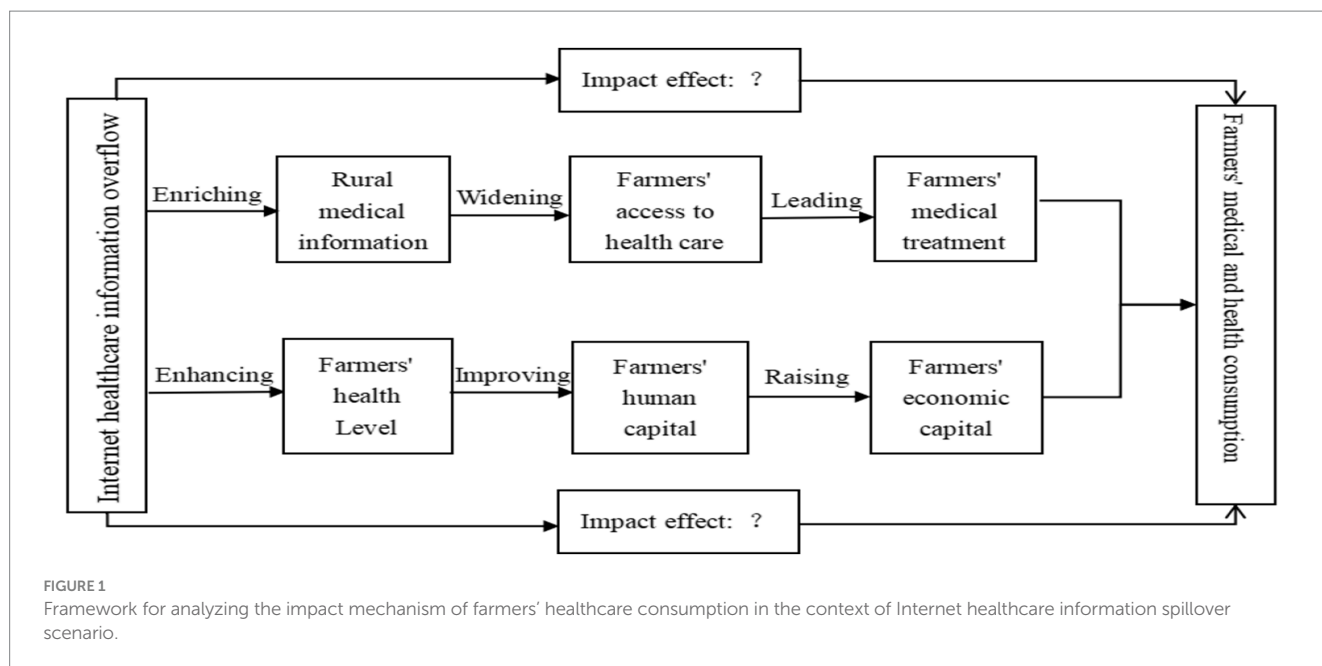 Impact effect: ？
Internet healthcare information overflow
Enriching
Rural
medical
information
Widening
Farmers'
access to
health care
Leading
Farmers'
medical
treatment
Enhancing
Farmers'
health
Level
Improving
Farmers'
human
capital
Raising
Farmers'
economic
capital
Farmers' medical and health consumption
Impact effect: ？
FIGURE 1
Framework for analyzing the impact mechanism of farmers’ healthcare consumption in the context of Internet healthcare information spillover
scenario.